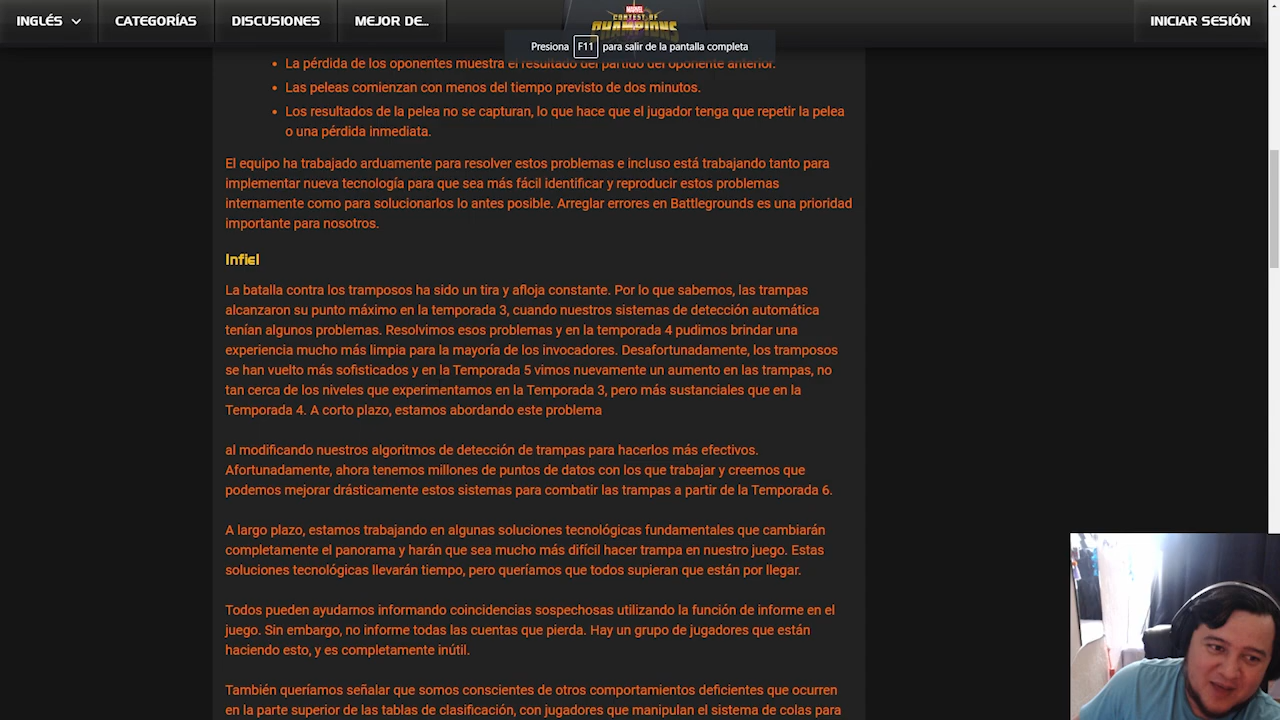 INGLÉS
CATEGORÍAS
DISCUSIONES
MEJOR DE...
MARVEL
CONTEST OF
CHAMPIONS
INICIAR SESIÓN
Presiona F11 para salir de la pantalla completa
• La pérdida de los oponentes muestra el resultado del partido del oponente anterior.
• Las peleas comienzan con menos del tiempo previsto de dos minutos.
• Los resultados de la pelea no se capturan, lo que hace que el jugador tenga que repetir la pelea
o una pérdida inmediata.
El equipo ha trabajado arduamente para resolver estos problemas e incluso está trabajando tanto para
implementar nueva tecnología para que sea más fácil identificar y reproducir estos problemas
internamente como para solucionarlos lo antes posible. Arreglar errores en Battlegrounds es una prioridad
importante para nosotros.
Infiel
La batalla contra los tramposos ha sido un tira y afloja constante. Por lo que sabemos, las trampas
alcanzaron su punto máximo en la temporada 3, cuando nuestros sistemas de detección automática
tenían algunos problemas. Resolvimos esos problemas y en la temporada 4 pudimos brindar una
experiencia mucho más limpia para la mayoría de los invocadores. Desafortunadamente, los tramposos
se han vuelto más sofisticados y en la Temporada 5 vimos nuevamente un aumento en las trampas, no
tan cerca de los niveles que experimentamos en la Temporada 3, pero más sustanciales que en la
Temporada 4. A corto plazo, estamos abordando este problema
al modificando nuestros algoritmos de detección de trampas para hacerlos más efectivos.
Afortunadamente, ahora tenemos millones de puntos de datos con los que trabajar y creemos que
podemos mejorar drásticamente estos sistemas para combatir las trampas a partir de la Temporada 6.
A largo plazo, estamos trabajando en algunas soluciones tecnológicas fundamentales que cambiarán
completamente el panorama y harán que sea mucho más difícil hacer trampa en nuestro juego. Estas
soluciones tecnológicas llevarán tiempo, pero queríamos que todos supieran que están por llegar.
Todos pueden ayudarnos informando coincidencias sospechosas utilizando la función de informe en el
juego. Sin embargo, no informe todas las cuentas que pierda. Hay un grupo de jugadores que están
haciendo esto, y es completamente inútil.
También queríamos señalar que somos conscientes de otros comportamientos deficientes que ocurren
en la parte superior de las tablas de clasificación, con jugadores que manipulan el sistema de colas para